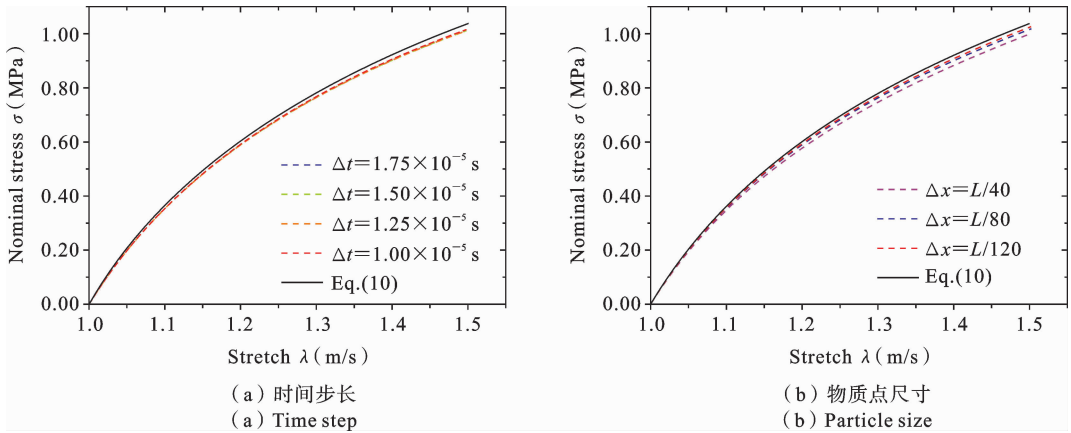 1.00
0.80
0.60
0.40
0.20
0.00
Nominal stress σ（MPa）
Δt=1.75×10⁻⁵ s
Δt=1.50×10⁻⁵ s
Δt=1.25×10⁻⁵ s
Δt=1.00×10⁻⁵ s
Eq.(10)
1.0 1.1 1.2 1.3 1.4 1.5
Stretch λ（m/s）
（a）时间步长
（a）Time step
1.00
0.80
0.60
0.40
0.20
0.00
Nominal stress σ（MPa）
Δx=L/40
Δx=L/80
Δx=L/120
Eq.(10)
1.0 1.1 1.2 1.3 1.4 1.5
Stretch λ（m/s）
（b）物质点尺寸
（b）Particle size